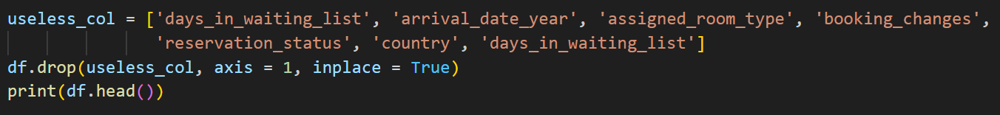 useless_col = ['days_in_waiting_list', 'arrival_date_year', 'assigned_room_type', 'booking_changes',
               'reservation_status', 'country', 'days_in_waiting_list']
df.drop(useless_col, axis = 1, inplace = True)
print(df.head())